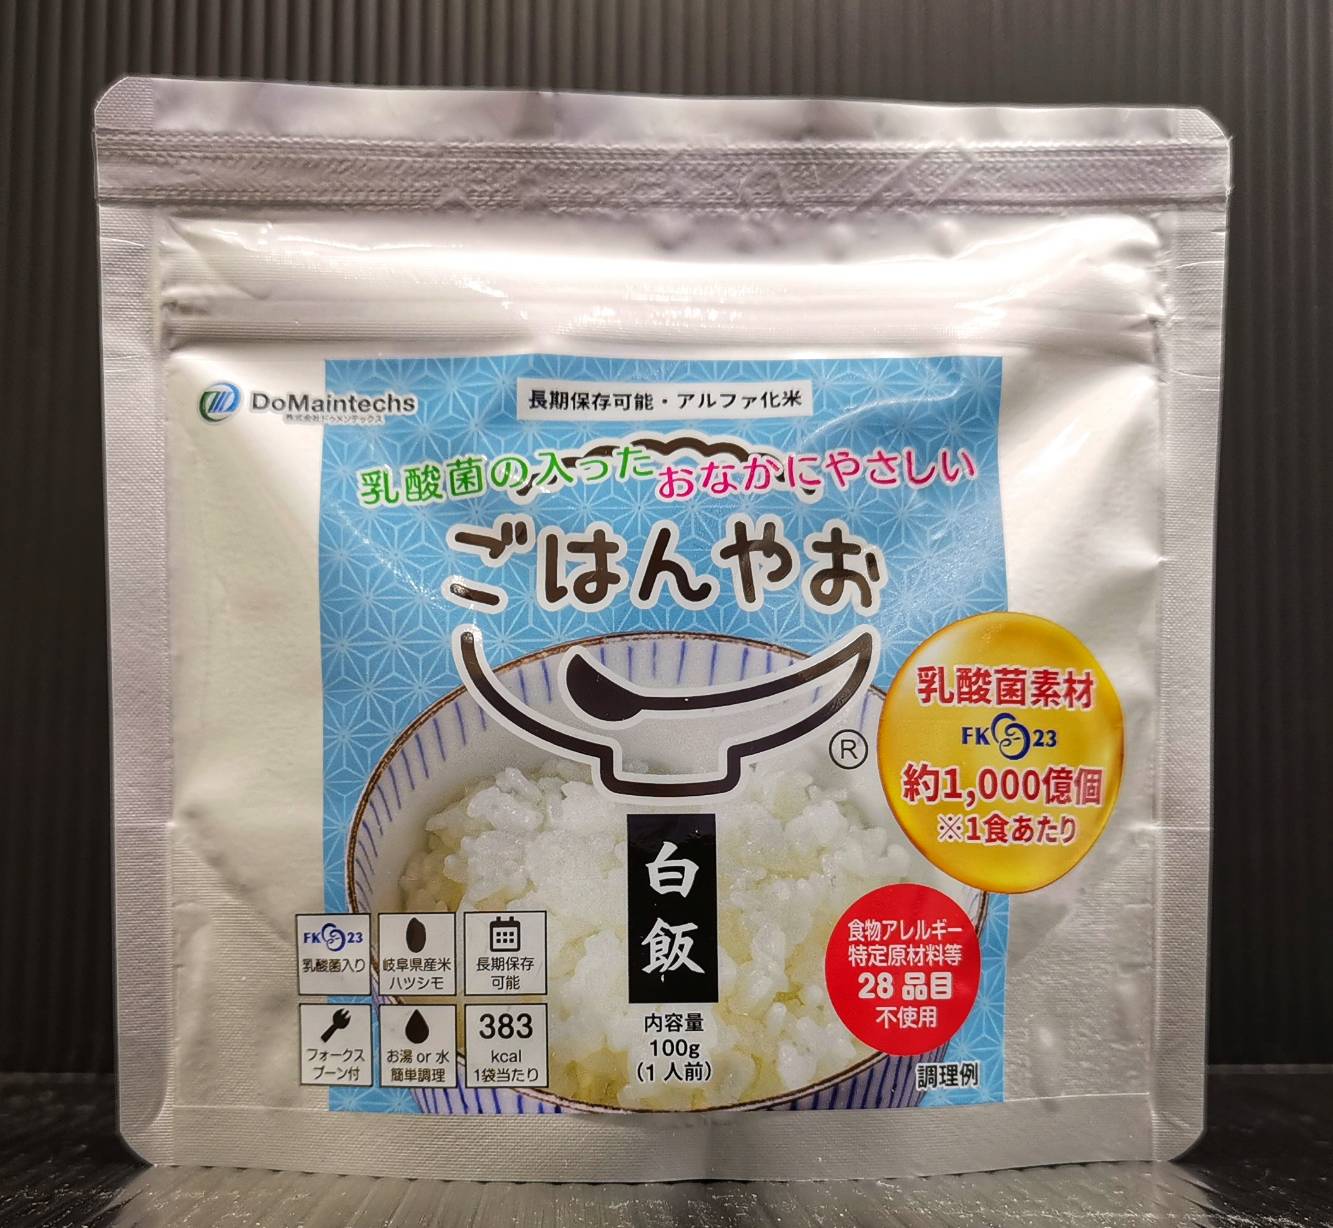 DoMaintechs
株式会社ドゥメンテックス
長期保存可能・アルファ化米
乳酸菌の入ったおなかにやさしい
ごはんやお
®
乳酸菌素材
FK 23
約1,000億個
※1食あたり
白飯
FK 23
乳酸菌入り
岐阜県産米
ハツシモ
長期保存
可能
フォークス
プーン付
お湯 or 水
簡単調理
383
kcal
1袋当たり
内容量
100g
(1人前)
食物アレルギー
特定原材料等
28品目
不使用
調理例